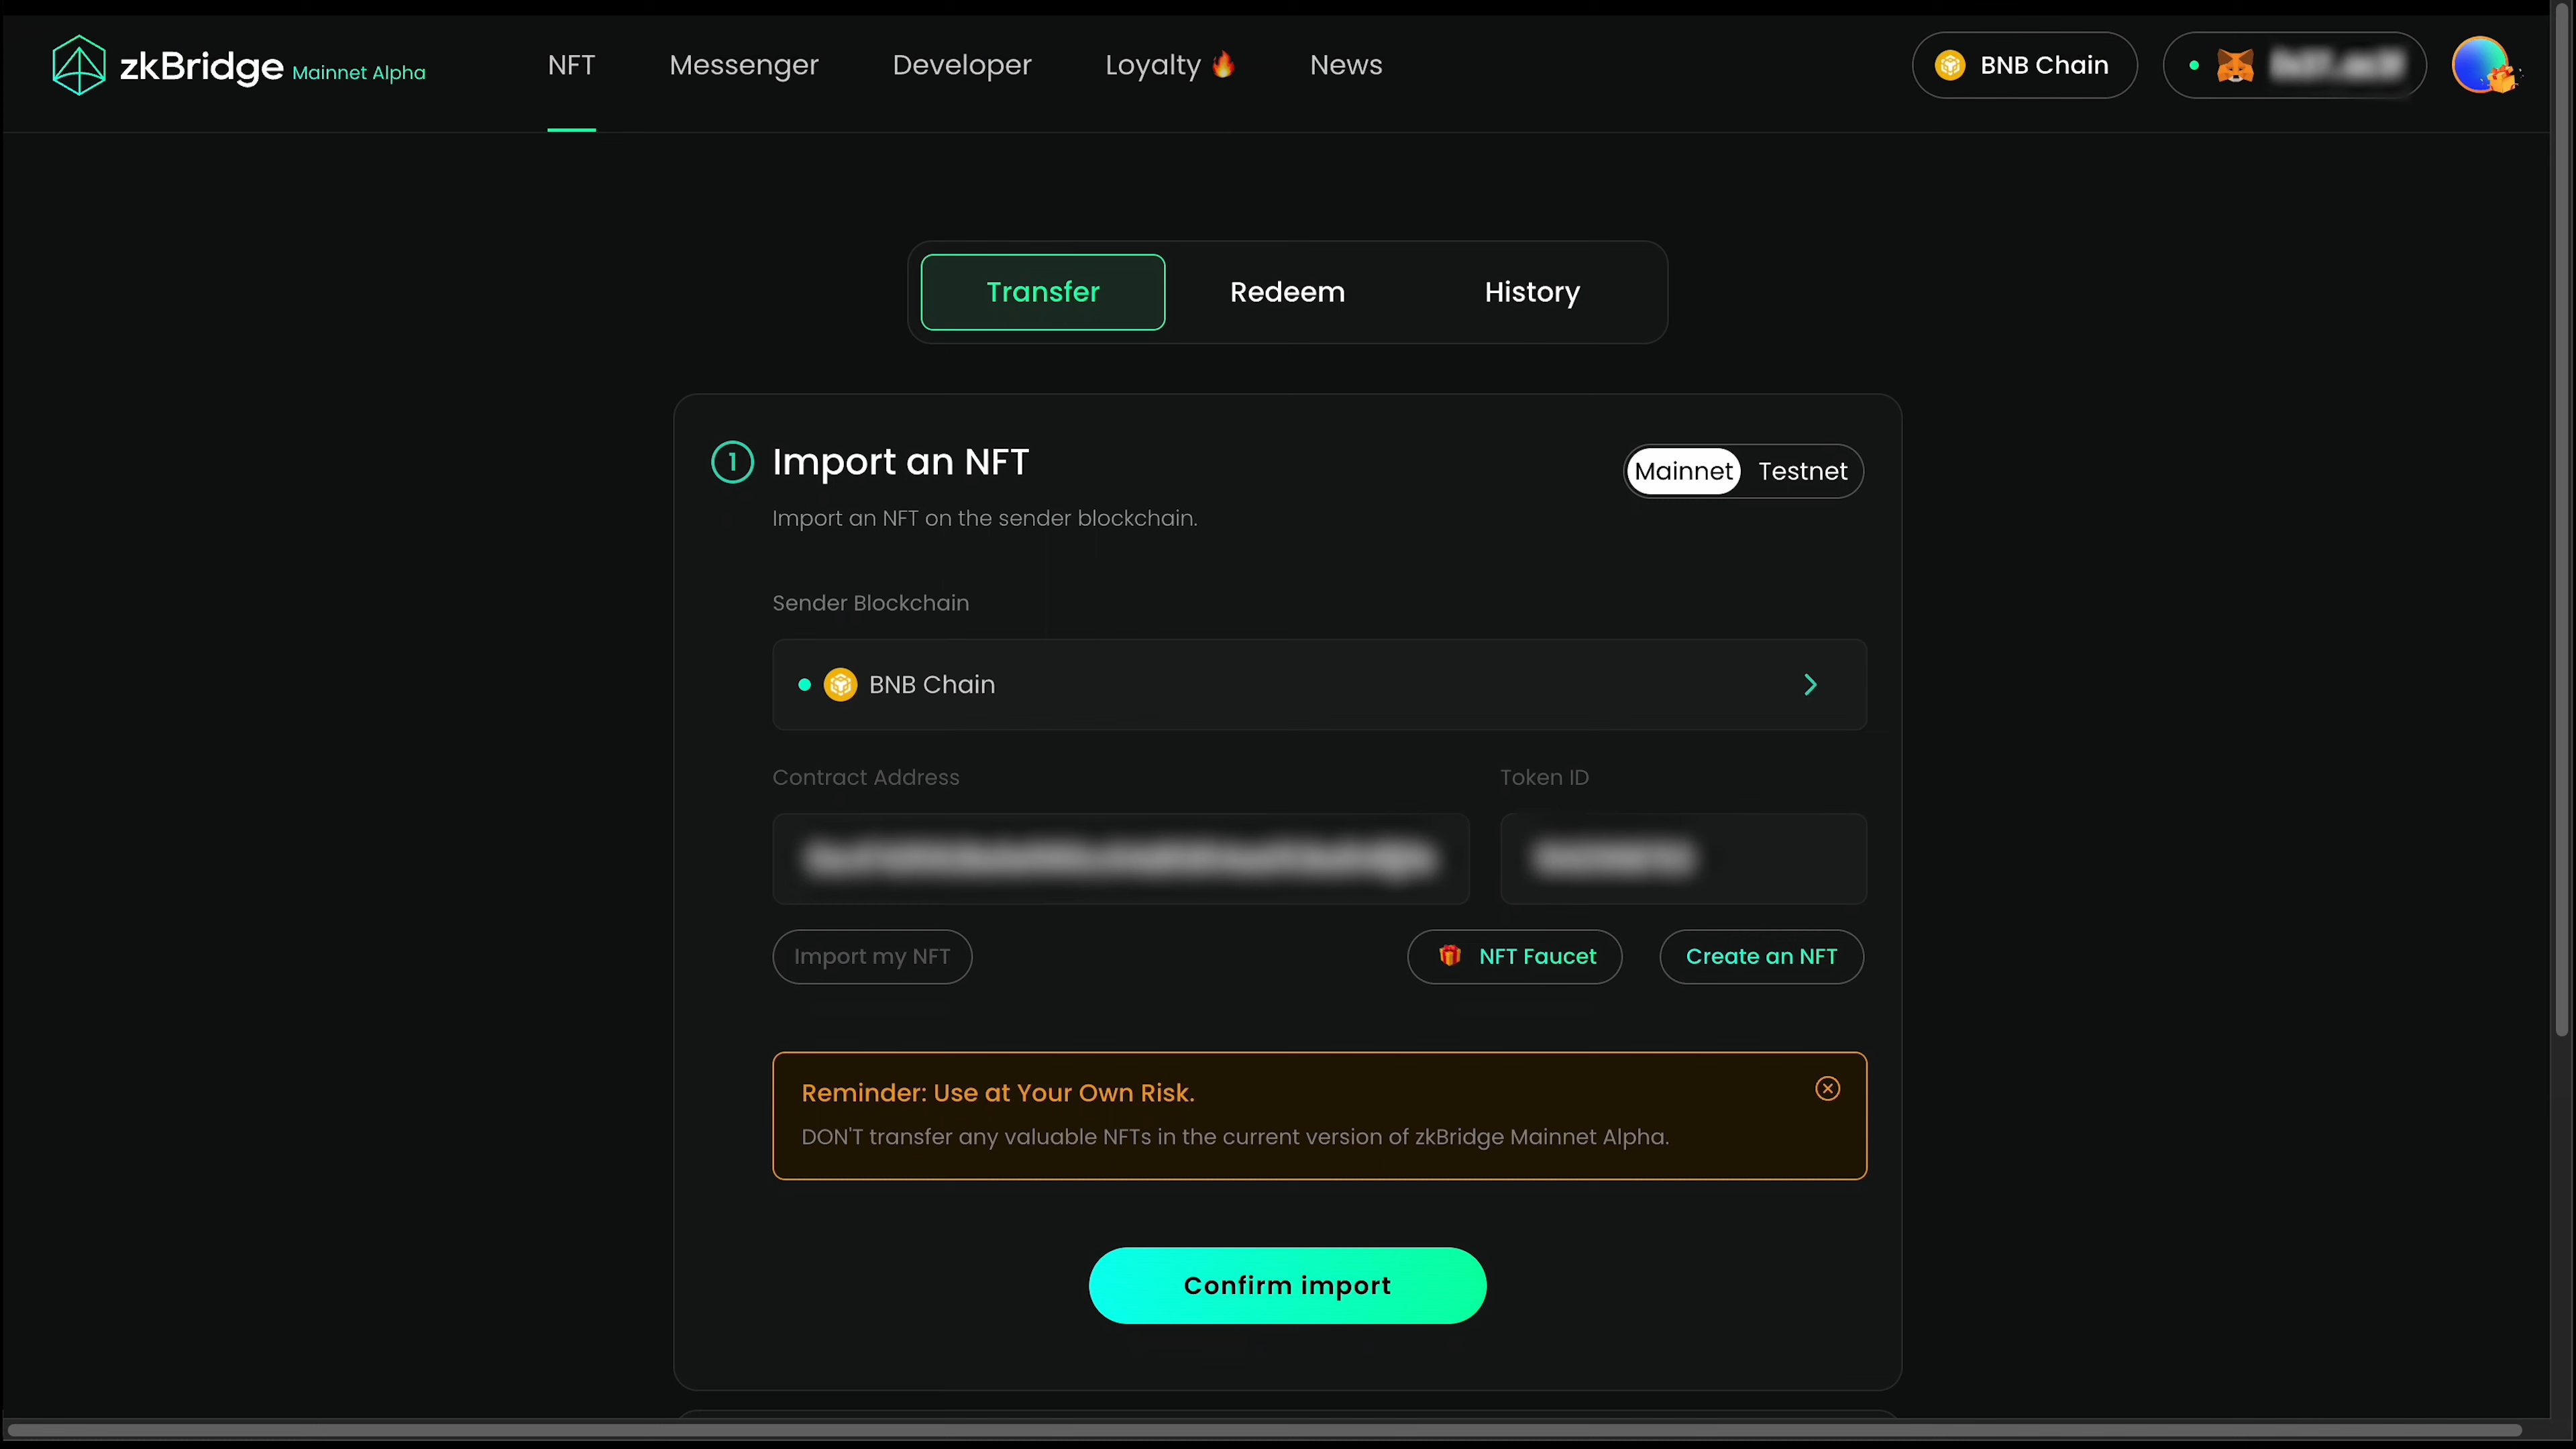 zkBridge Mainnet Alpha
NFT
Messenger
Developer
Loyalty 🔥
News
BNB Chain
Transfer
Redeem
History
1 Import an NFT
Mainnet
Testnet
Import an NFT on the sender blockchain.
Sender Blockchain
BNB Chain
Contract Address
Token ID
Import my NFT
NFT Faucet
Create an NFT
Reminder: Use at Your Own Risk.
DON'T transfer any valuable NFTs in the current version of zkBridge Mainnet Alpha.
Confirm import